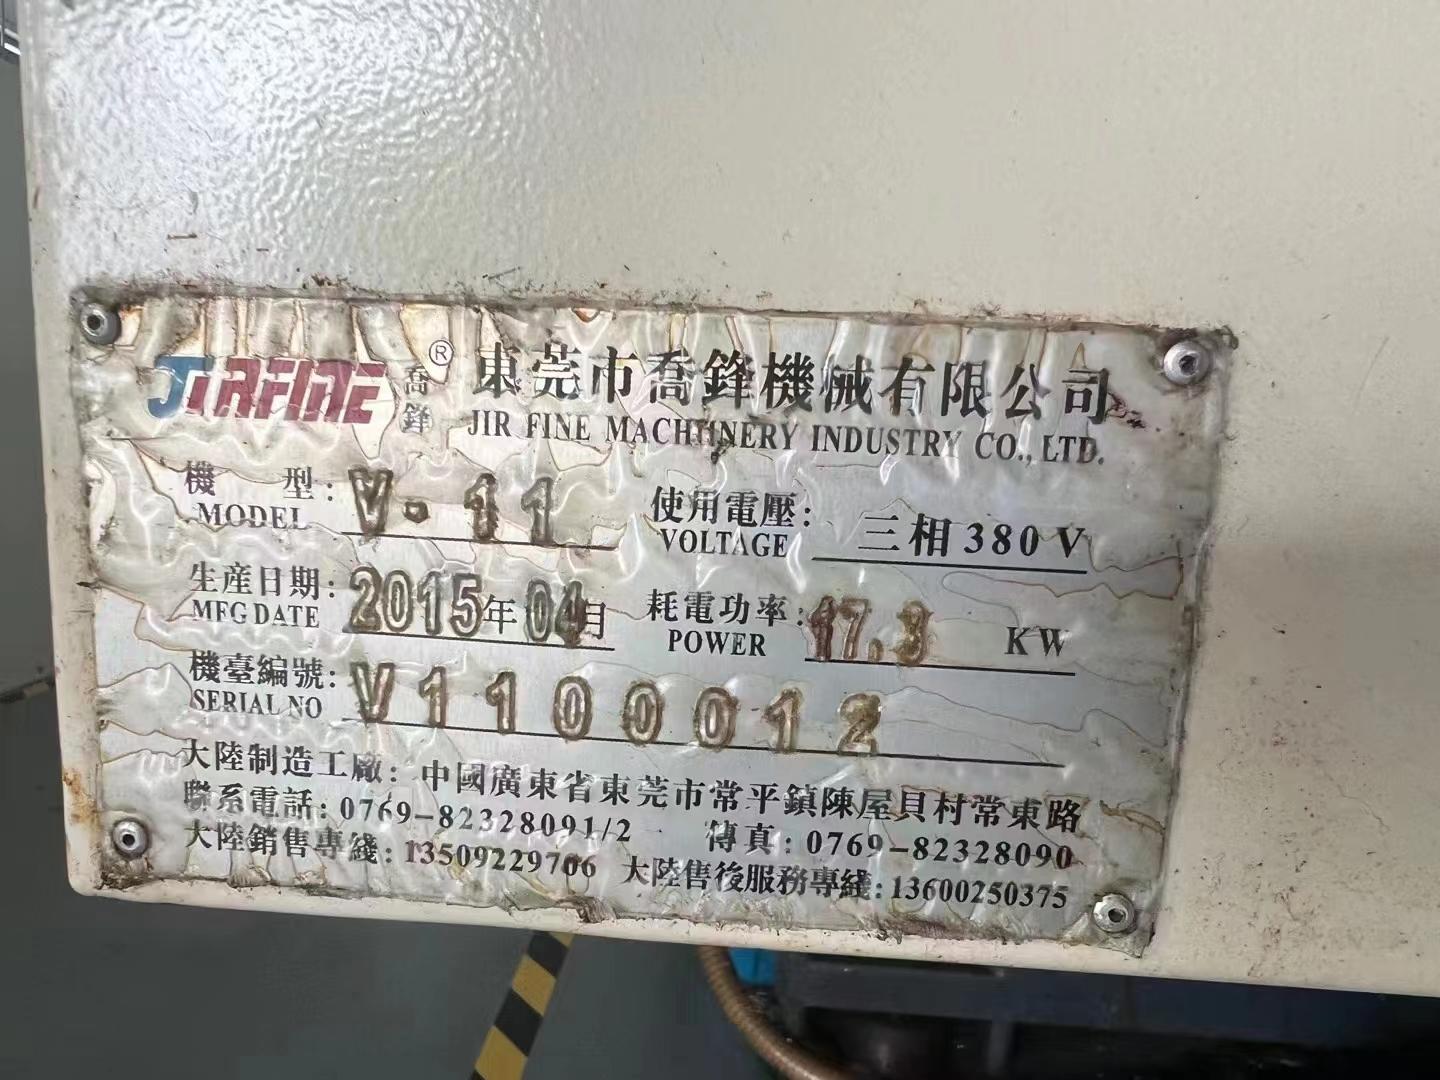 JIRFINE ® 喬鋒 東莞市喬鋒機械有限公司
JIR FINE MACHINERY INDUSTRY CO., LTD.
機 型: V-11 使用電壓: 三相 380 V
MODEL VOLTAGE
生産日期: 2015年04月 耗電功率: 17.3 KW
MFG DATE POWER
機臺編號: V1100012
SERIAL NO
大陸制造工廠: 中國廣東省東莞市常平鎮陳屋貝村常東路
聯系電話: 0769-82328091/2 傳真: 0769-82328090
大陸銷售專綫: 13509229706 大陸售後服務專綫: 13600250375